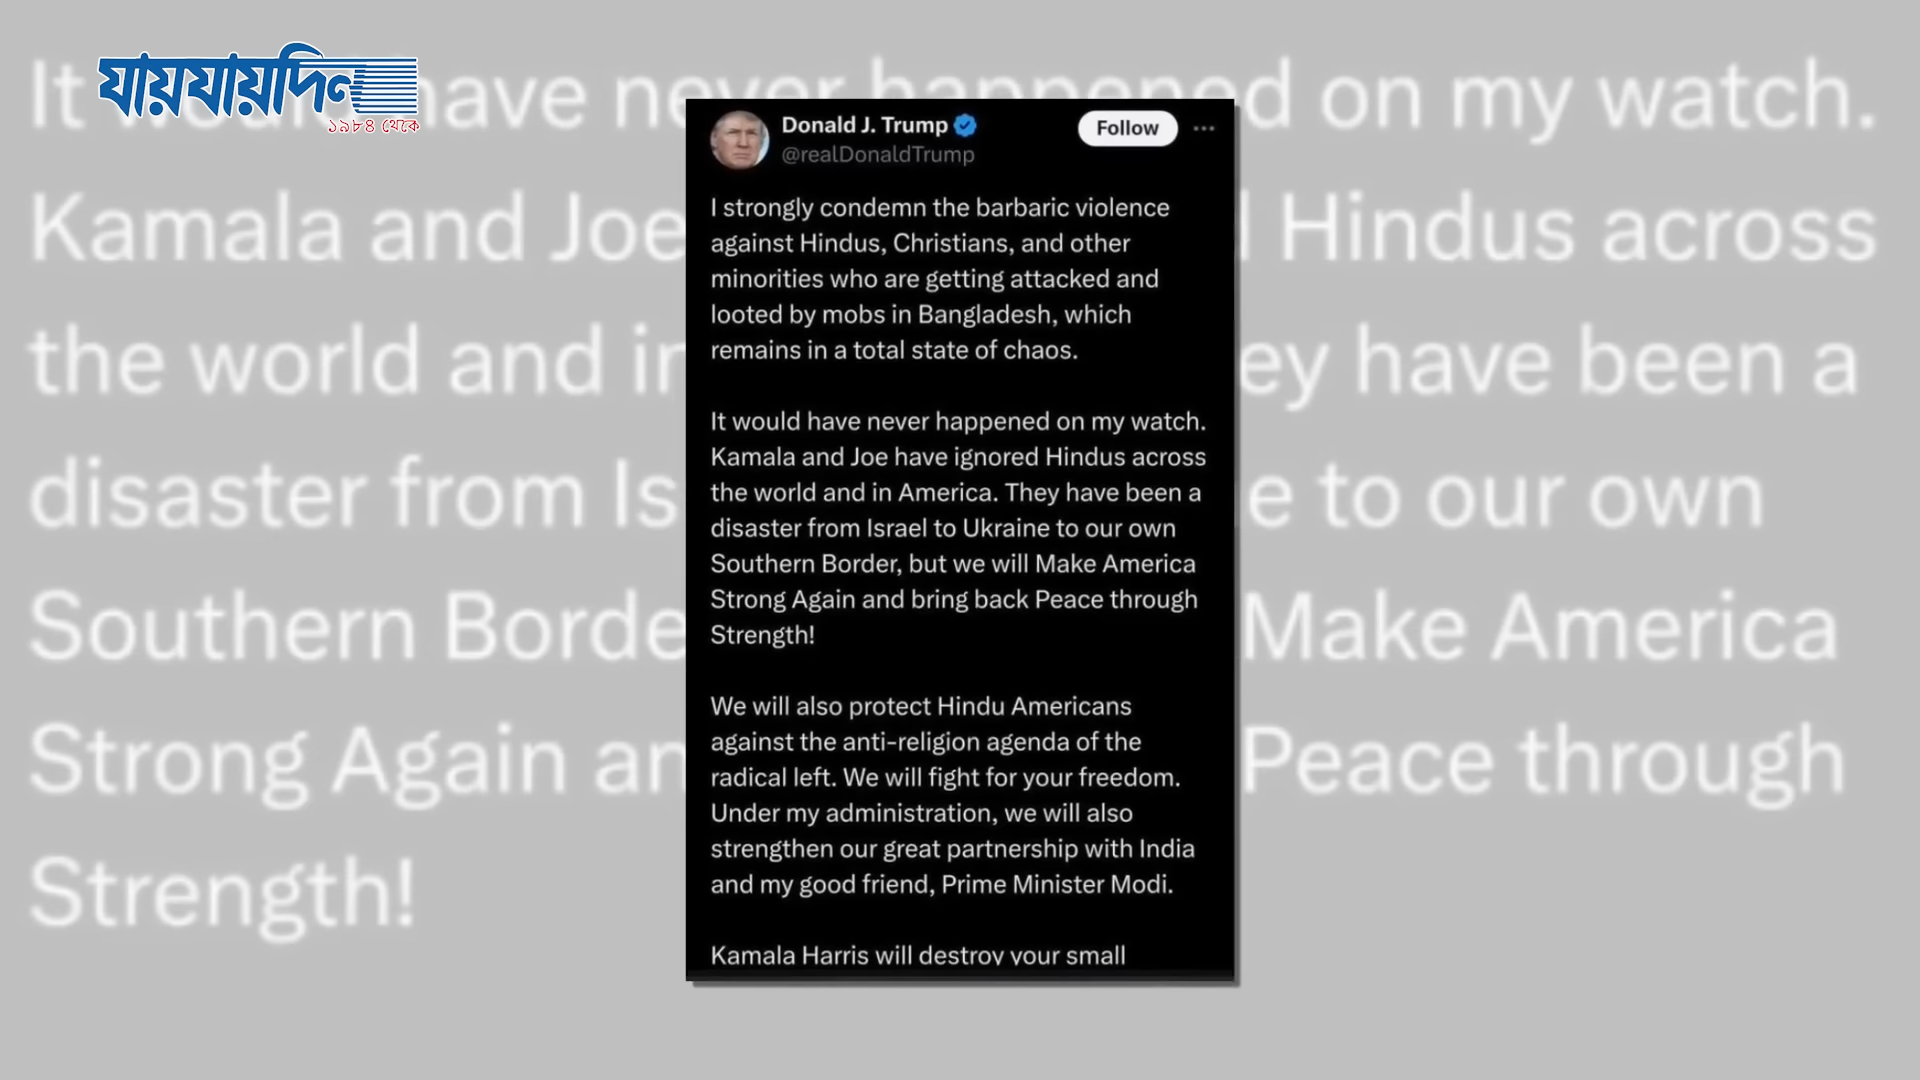 যায়যায়দিন
১৯৮৪ থেকে
Donald J. Trump
@realDonaldTrump
Follow
I strongly condemn the barbaric violence
against Hindus, Christians, and other
minorities who are getting attacked and
looted by mobs in Bangladesh, which
remains in a total state of chaos.
It would have never happened on my watch.
Kamala and Joe have ignored Hindus across
the world and in America. They have been a
disaster from Israel to Ukraine to our own
Southern Border, but we will Make America
Strong Again and bring back Peace through
Strength!
We will also protect Hindu Americans
against the anti-religion agenda of the
radical left. We will fight for your freedom.
Under my administration, we will also
strengthen our great partnership with India
and my good friend, Prime Minister Modi.
Kamala Harris will destroy your small
It have never happened on my watch.
Kamala and Joe Hindus across
the world and have been a
disaster from to our own
Southern Make America
Strong Again Peace through
Strength!